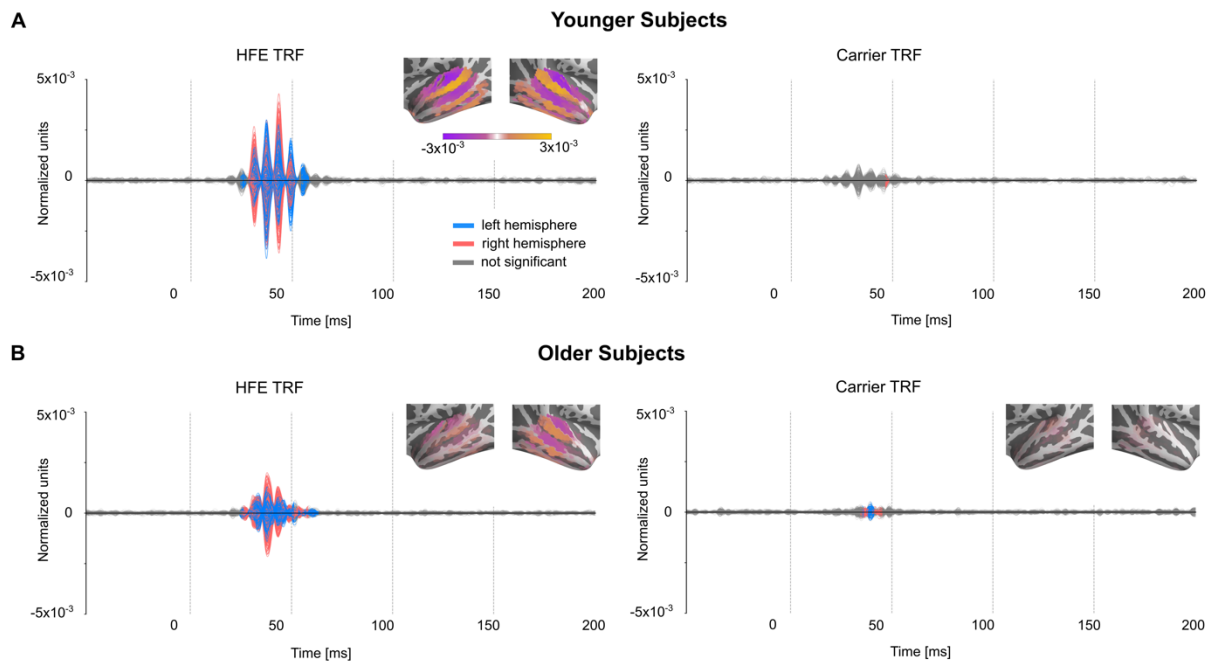 A
Younger Subjects
HFE TRF
Carrier TRF
5x10-3
0
-5x10-3
Normalized units
-3x10-3
3x10-3
left hemisphere
right hemisphere
not significant
0
50
100
150
200
Time [ms]
5x10-3
0
-5x10-3
Normalized units
0
50
100
150
200
Time [ms]
B
Older Subjects
HFE TRF
Carrier TRF
5x10-3
0
-5x10-3
Normalized units
0
50
100
150
200
Time [ms]
5x10-3
0
-5x10-3
Normalized units
0
50
100
150
200
Time [ms]